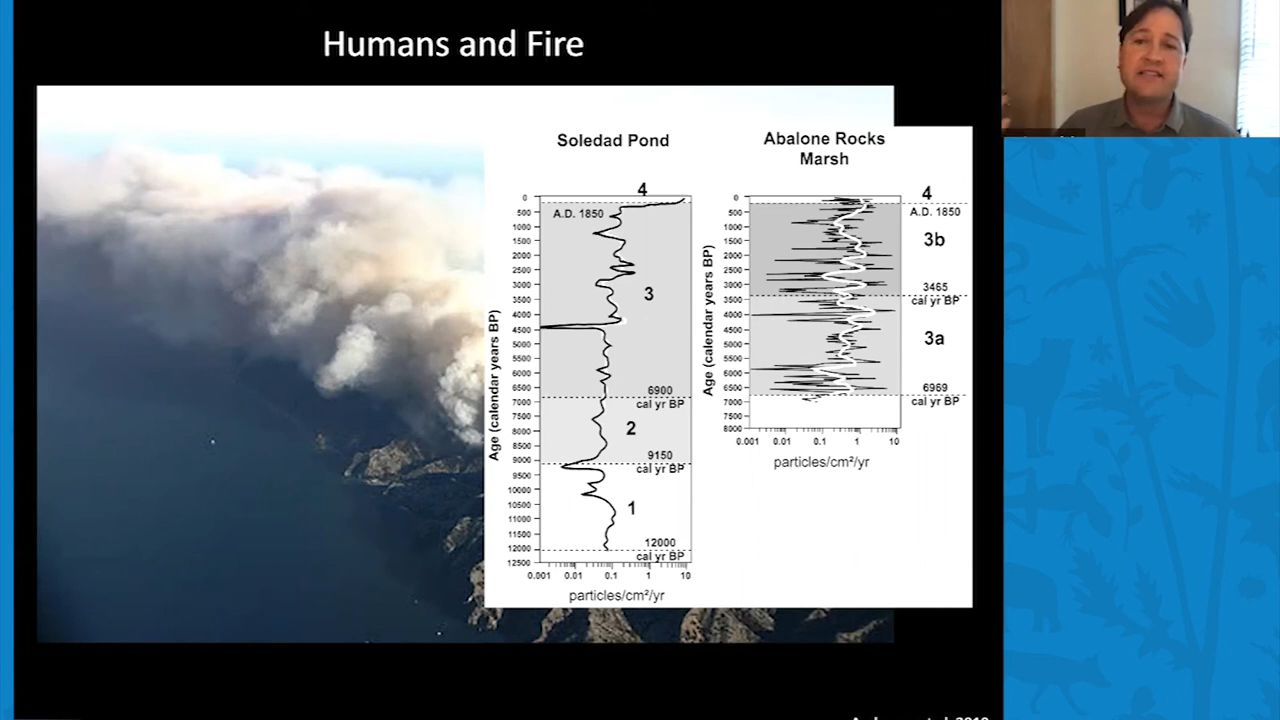 Humans and Fire
Soledad Pond
4
0
A.D. 1850
500
1000
1500
2000
2500
3000
3
3500
4000
4500
5000
5500
6000
6500
6900
cal yr BP
7000
7500
2
8000
8500
9000
9150
cal yr BP
9500
10000
10500
1
11000
11500
12000
12000
cal yr BP
12500
Age (calendar years BP)
0.001 0.01 0.1 1 10
particles/cm²/yr
Abalone Rocks
Marsh
4
0
A.D. 1850
500
1000
1500
3b
2000
2500
3000
3465
cal yr BP
3500
4000
4500
3a
5000
5500
6000
6500
6969
cal yr BP
7000
7500
8000
Age (calendar years BP)
0.001 0.01 0.1 1 10
particles/cm²/yr